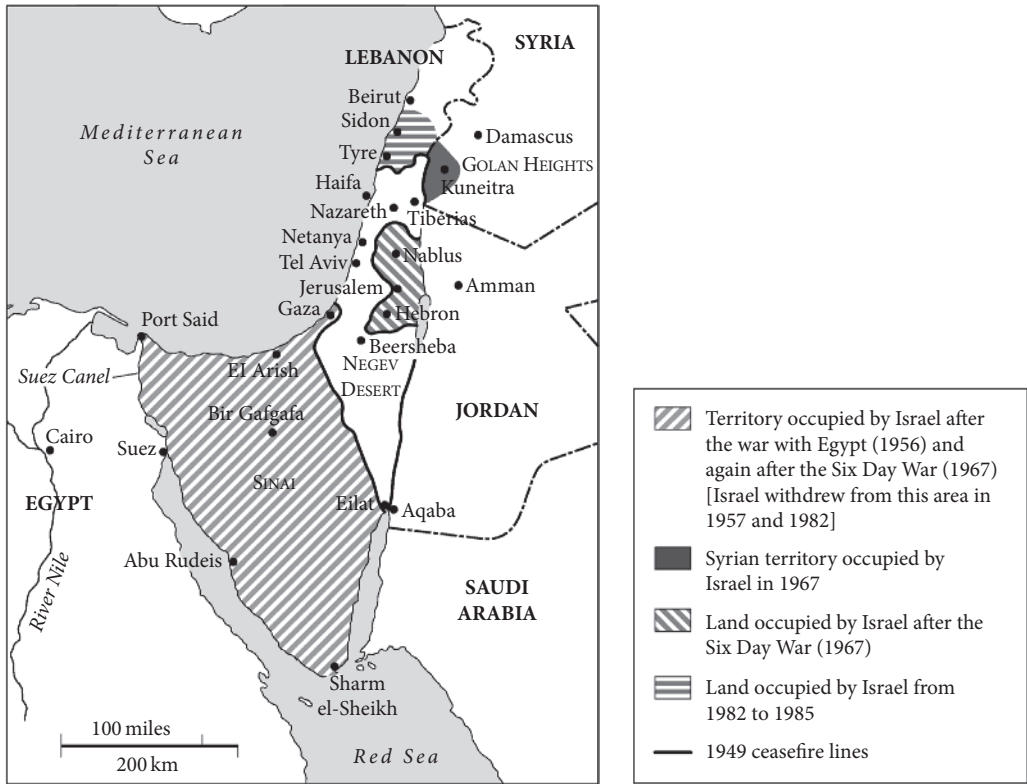 SYRIA
LEBANON
Beirut
Mediterranean
Sea
Sidon
Damascus
Tyre
GOLAN HEIGHTS
Kuneitra
Haifa
Nazareth
Tiberias
Netanya
Nablus
Tel Aviv
Jerusalem
Amman
Gaza
Hebron
Port Said
Beersheba
El Arish
Suez Canel
NEGEV
DESERT
JORDAN
Bir Gafgafa
Cairo
Suez
SINAI
EGYPT
Eilat
Aqaba
Abu Rudeis
River Nile
SAUDI
ARABIA
Sharm
el-Sheikh
100 miles
200 km
Red Sea
Territory occupied by Israel after
the war with Egypt (1956) and
again after the Six Day War (1967)
[Israel withdrew from this area in
1957 and 1982]
Syrian territory occupied by
Israel in 1967
Land occupied by Israel after the
Six Day War (1967)
Land occupied by Israel from
1982 to 1985
1949 ceasefire lines